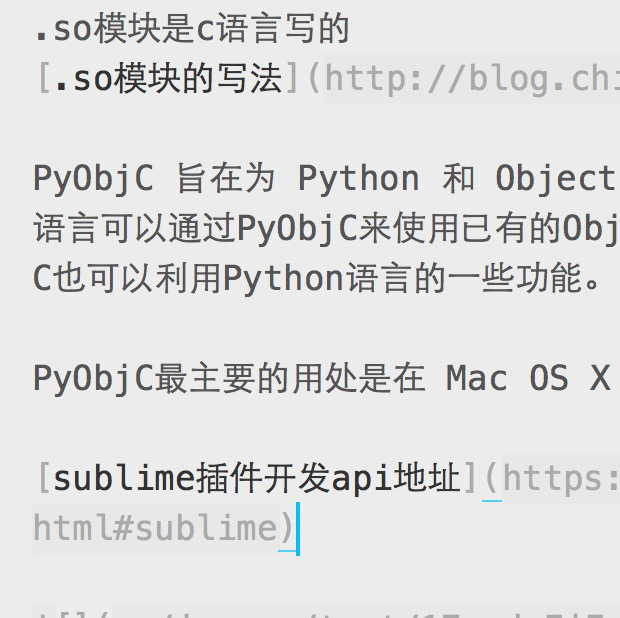 .so模块是c语言写的
[.so模块的写法](http://blog.chi
PyObjC 旨在为 Python 和 Object
语言可以通过PyObjC来使用已有的Obj
C也可以利用Python语言的一些功能。
PyObjC最主要的用处是在 Mac OS X
[sublime插件开发api地址](https:
html#sublime)